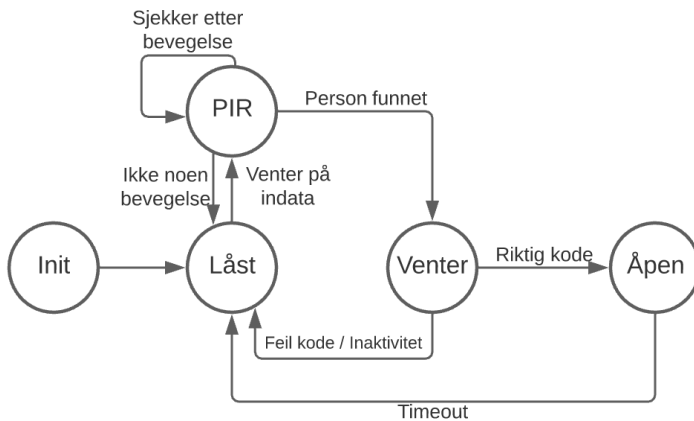 Sjekker etter
bevegelse
PIR
Person funnet
Ikke noen
bevegelse
Venter på
indata
Init
Låst
Venter
Riktig kode
Åpen
Feil kode / Inaktivitet
Timeout